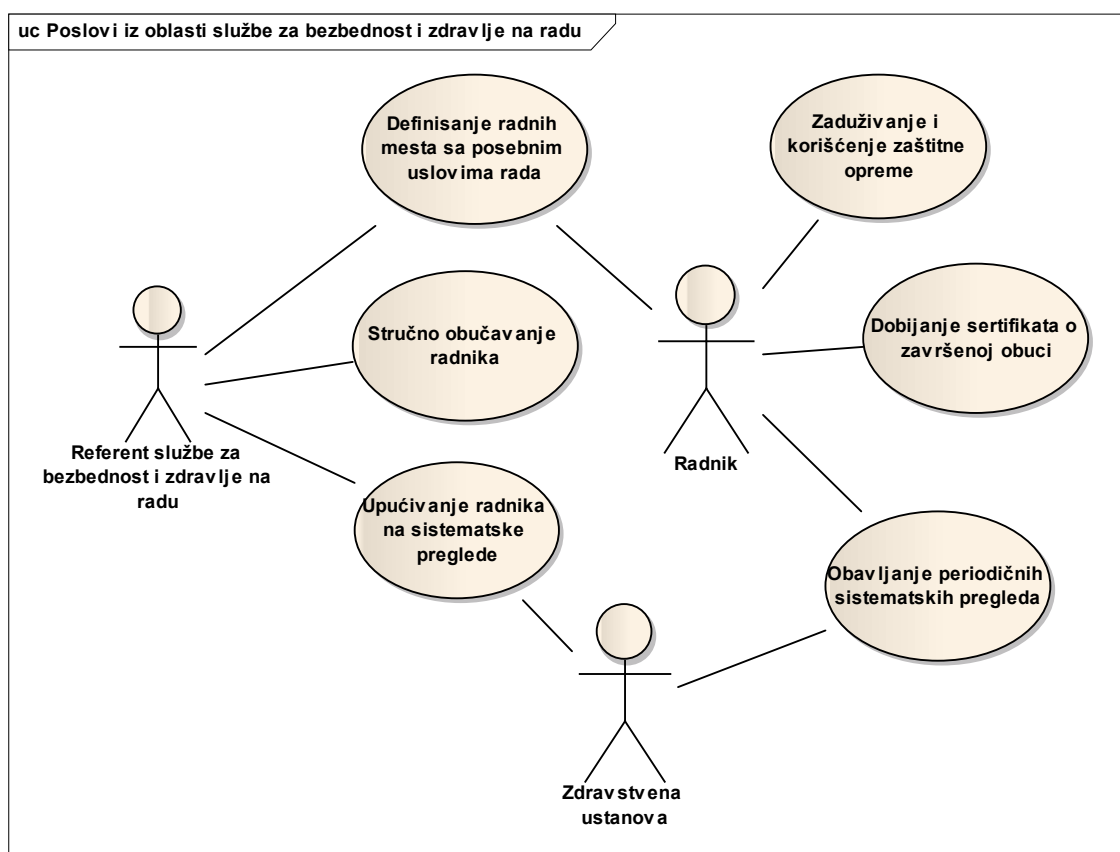 uc Poslovi iz oblasti službe za bezbednost i zdravlje na radu
Definisanje radnih
mesta sa posebnim
uslovima rada
Zaduživanje i
korišćenje zaštitne
opreme
Stručno obučavanje
radnika
Dobijanje sertifikata o
završenoj obuci
Referent službe za
bezbednost i zdravlje na
radu
Radnik
Upućivanje radnika
na sistematske
preglede
Obavljanje periodičnih
sistematskih pregleda
Zdravstvena
ustanova